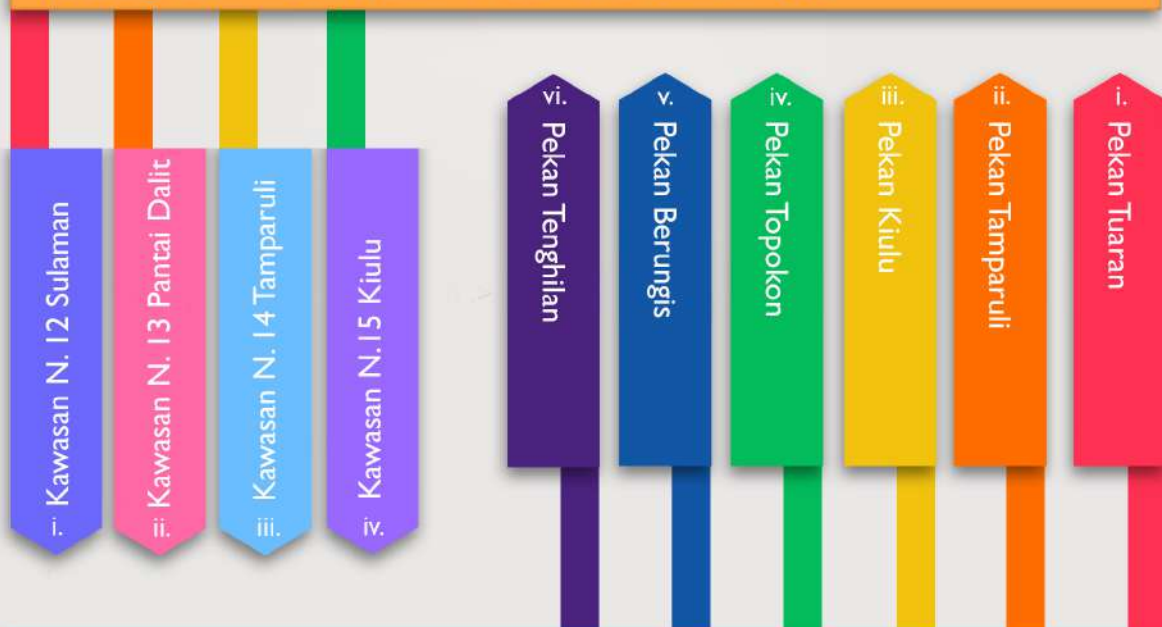 i. Kawasan N. 12 Sulaman
ii. Kawasan N. 13 Pantai Dalit
iii. Kawasan N. 14 Tamparuli
iv. Kawasan N.15 Kiulu
i. Pekan Tuaran
ii. Pekan Tamparuli
iii. Pekan Kiulu
iv. Pekan Topokon
v. Pekan Berungis
vi. Pekan Tenghilan